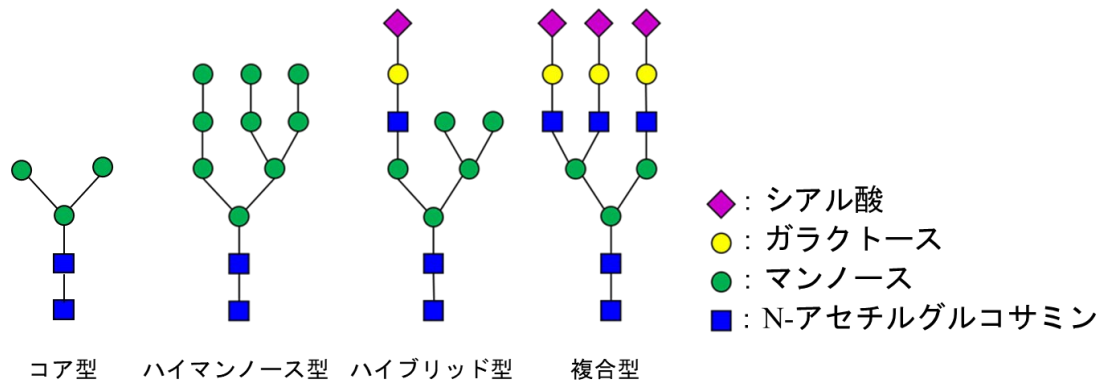 ：シアル酸
：ガラクトース
：マンノース
：N-アセチルグルコサミン
コア型
ハイマンノース型
ハイブリッド型
複合型